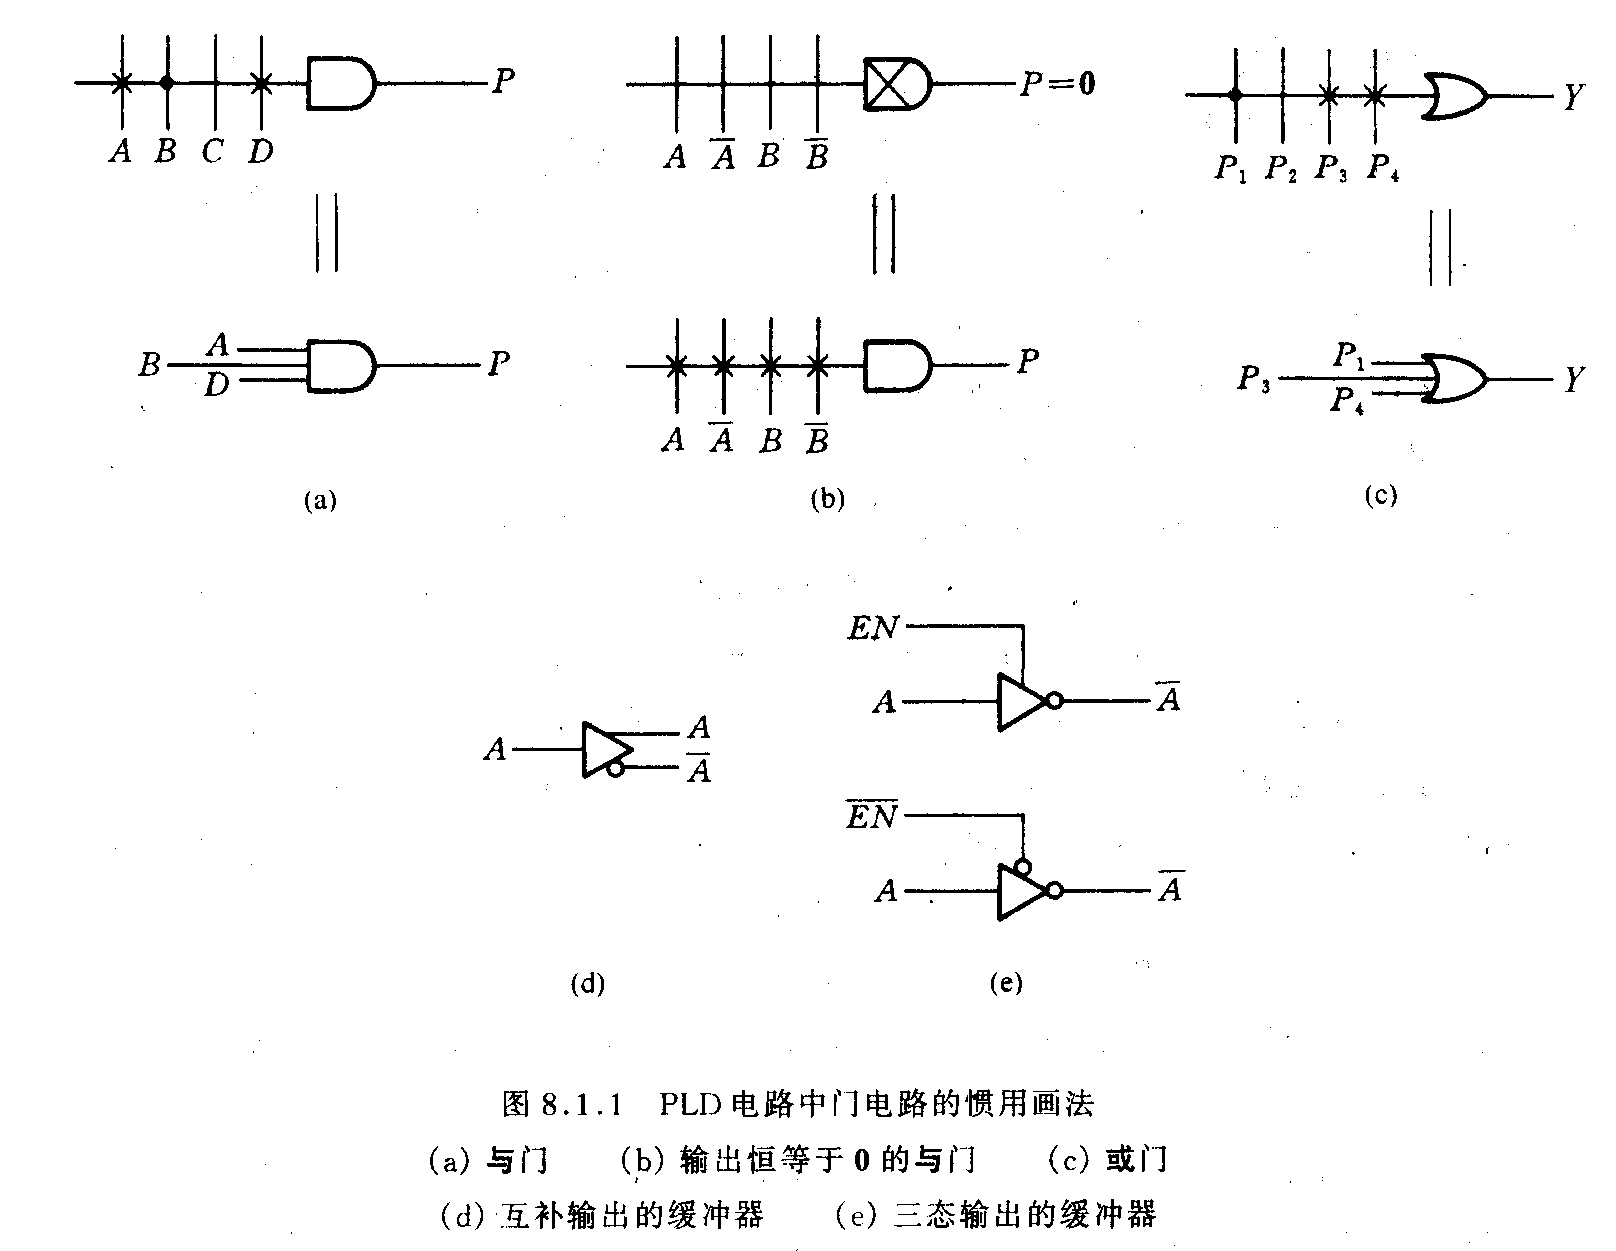 P
A B C D
P=0
A A̅ B B̅
Y
P₁ P₂ P₃ P₄
A
B
D
P
P
A A̅ B B̅
P₁
P₃
P₄
Y
(a)
(b)
(c)
EN
A
A̅
A
A
A̅
E̅N̅
A
A̅
(d)
(e)
图 8.1.1 PLD 电路中门电路的惯用画法
(a) 与门 (b) 输出恒等于 0 的与门 (c) 或门
(d) 互补输出的缓冲器 (e) 三态输出的缓冲器